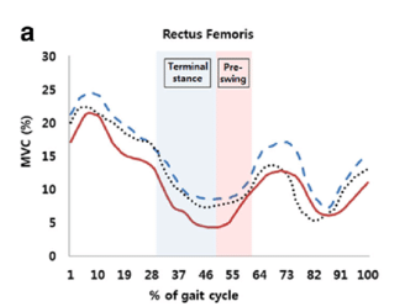 a
Rectus Femoris
Terminal
stance
Pre-
swing
MVC (%)
30
25
20
15
10
5
0
1 10 19 28 37 46 55 64 73 82 91 100
% of gait cycle